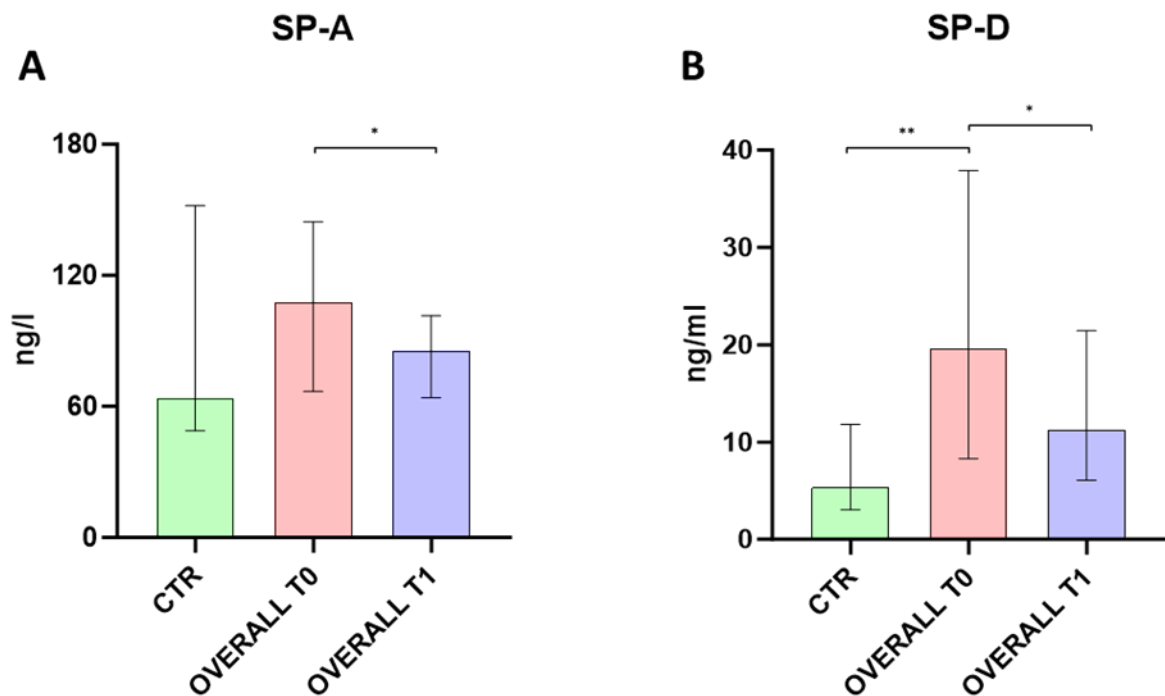 SP-A
A
*
180
120
60
0
ng/l
CTR
OVERALL T0
OVERALL T1
SP-D
B
**
*
40
30
20
10
0
ng/ml
CTR
OVERALL T0
OVERALL T1